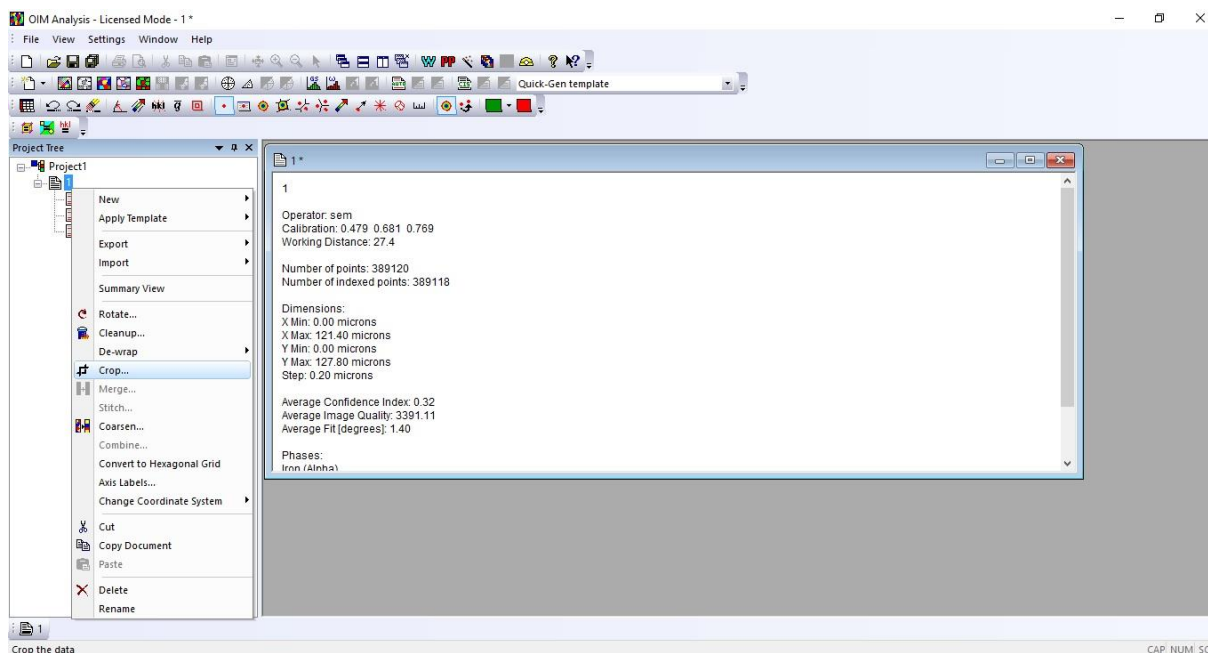 OIM Analysis - Licensed Mode - 1 *
File View Settings Window Help
Quick-Gen template
Project Tree
Project1
1
1 *
New
Apply Template
Export
Import
Summary View
Rotate...
Cleanup...
De-wrap
Crop...
Merge...
Stitch...
Coarsen...
Combine...
Convert to Hexagonal Grid
Axis Labels...
Change Coordinate System
Cut
Copy Document
Paste
Delete
Rename
1
Operator: sem
Calibration: 0.479 0.681 0.769
Working Distance: 27.4
Number of points: 389120
Number of indexed points: 389118
Dimensions:
X Min: 0.00 microns
X Max: 121.40 microns
Y Min: 0.00 microns
Y Max: 127.80 microns
Step: 0.20 microns
Average Confidence Index: 0.32
Average Image Quality: 3391.11
Average Fit [degrees]: 1.40
Phases:
Iron (Alpha)
1
Crop the data
CAP NUM SC